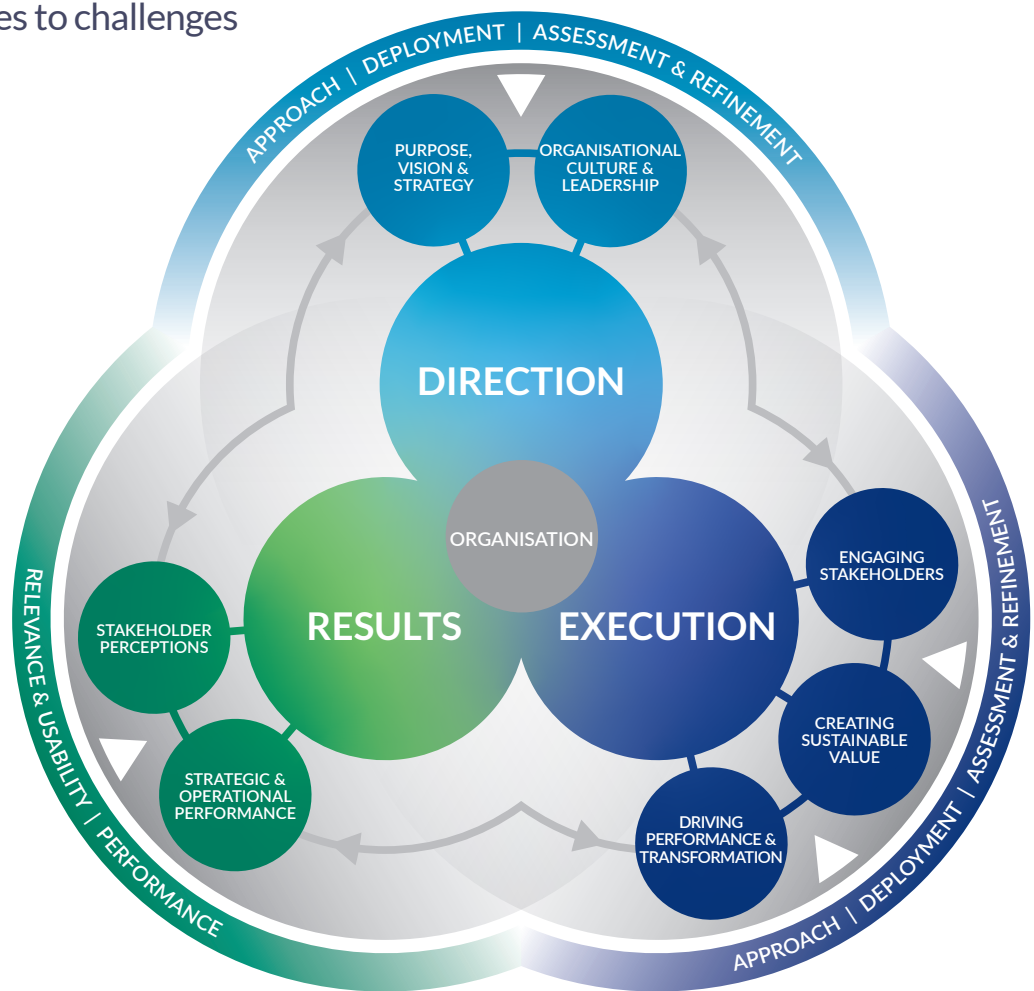 es to challenges
APPROACH | DEPLOYMENT | ASSESSMENT & REFINEMENT
PURPOSE,
VISION &
STRATEGY
ORGANISATIONAL
CULTURE &
LEADERSHIP
DIRECTION
ORGANISATION
RESULTS
EXECUTION
ENGAGING
STAKEHOLDERS
CREATING
SUSTAINABLE
VALUE
DRIVING
PERFORMANCE &
TRANSFORMATION
APPROACH | DEPLOYMENT | ASSESSMENT & REFINEMENT
STAKEHOLDER
PERCEPTIONS
STRATEGIC &
OPERATIONAL
PERFORMANCE
RELEVANCE & USABILITY | PERFORMANCE